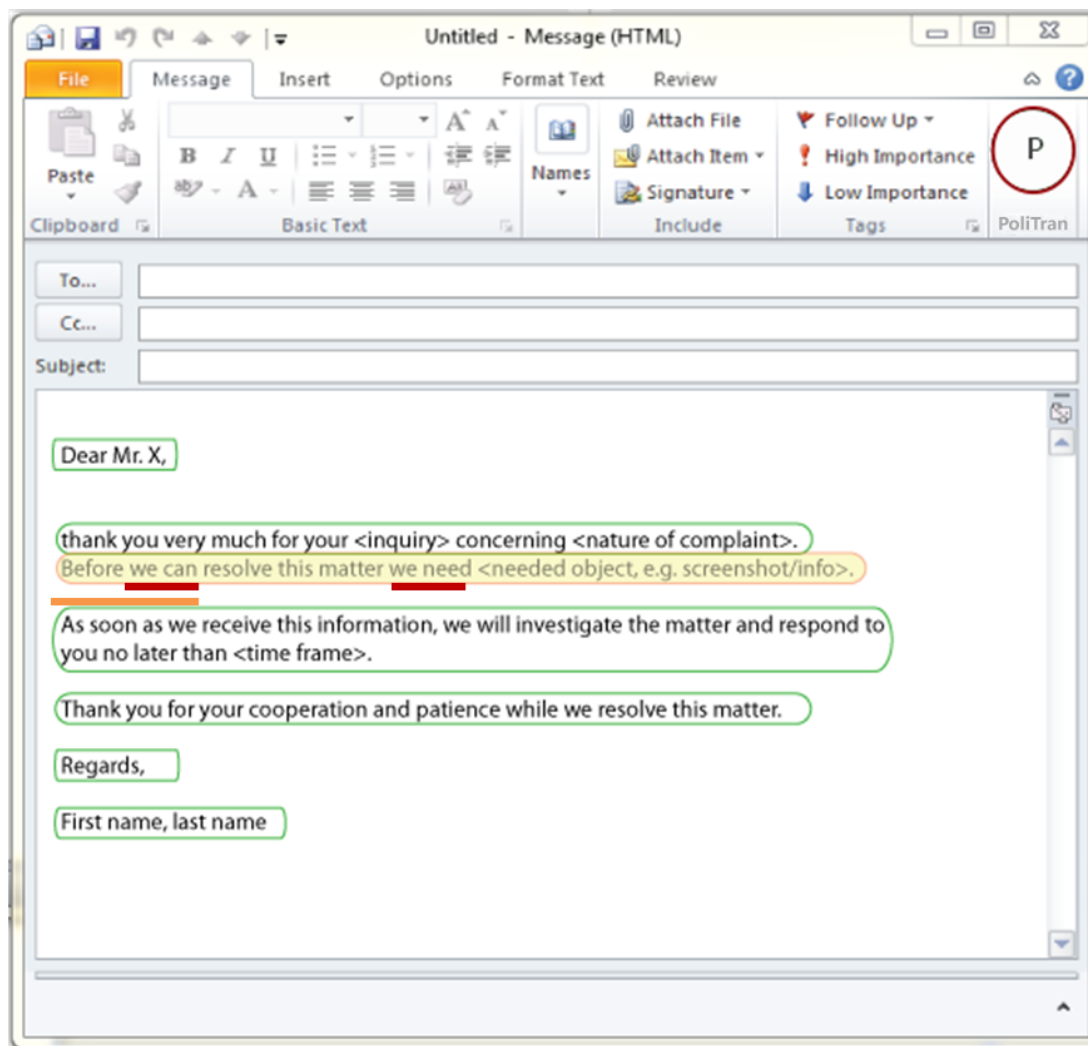 Untitled - Message (HTML)
File Message Insert Options Format Text Review
Paste
Clipboard
B I U
A A
A
Basic Text
Names
Attach File
Attach Item
Signature
Include
Follow Up
High Importance
Low Importance
Tags
P
PoliTran
To...
Cc...
Subject:
Dear Mr. X,
thank you very much for your <inquiry> concerning <nature of complaint>.
Before we can resolve this matter we need <needed object, e.g. screenshot/info>.
As soon as we receive this information, we will investigate the matter and respond to
you no later than <time frame>.
Thank you for your cooperation and patience while we resolve this matter.
Regards,
First name, last name